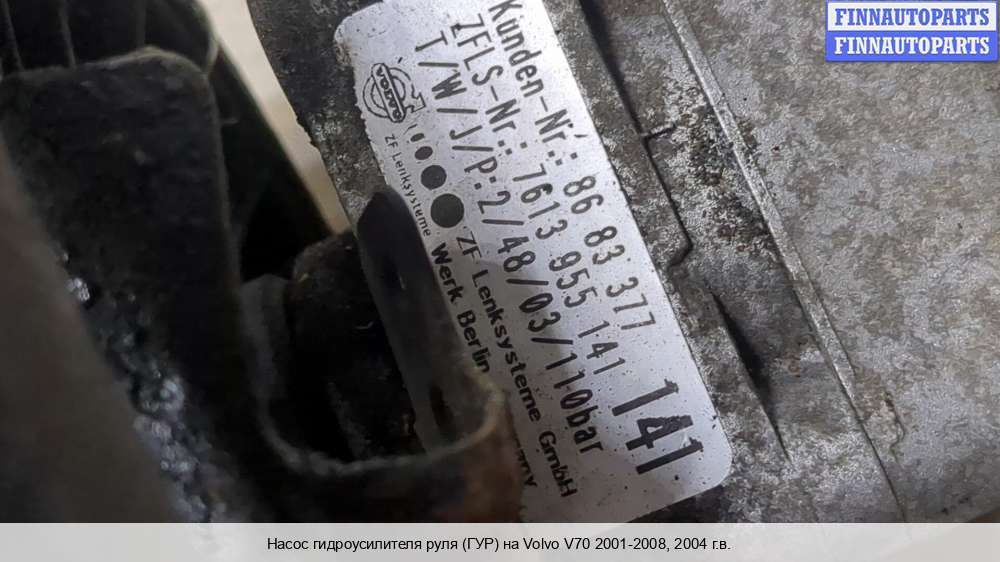 FINNAUTOPARTS
FINNAUTOPARTS
Kunden-Nr.: 86 83 377
ZFLS-Nr.: 7613 955 141
T/W/J/P:2/48/03/110bar
141
VOLVO
ZF Lenksysteme
ZF Lenksysteme GmbH
Werk Berlin
Насос гидроусилителя руля (ГУР) на Volvo V70 2001-2008, 2004 г.в.